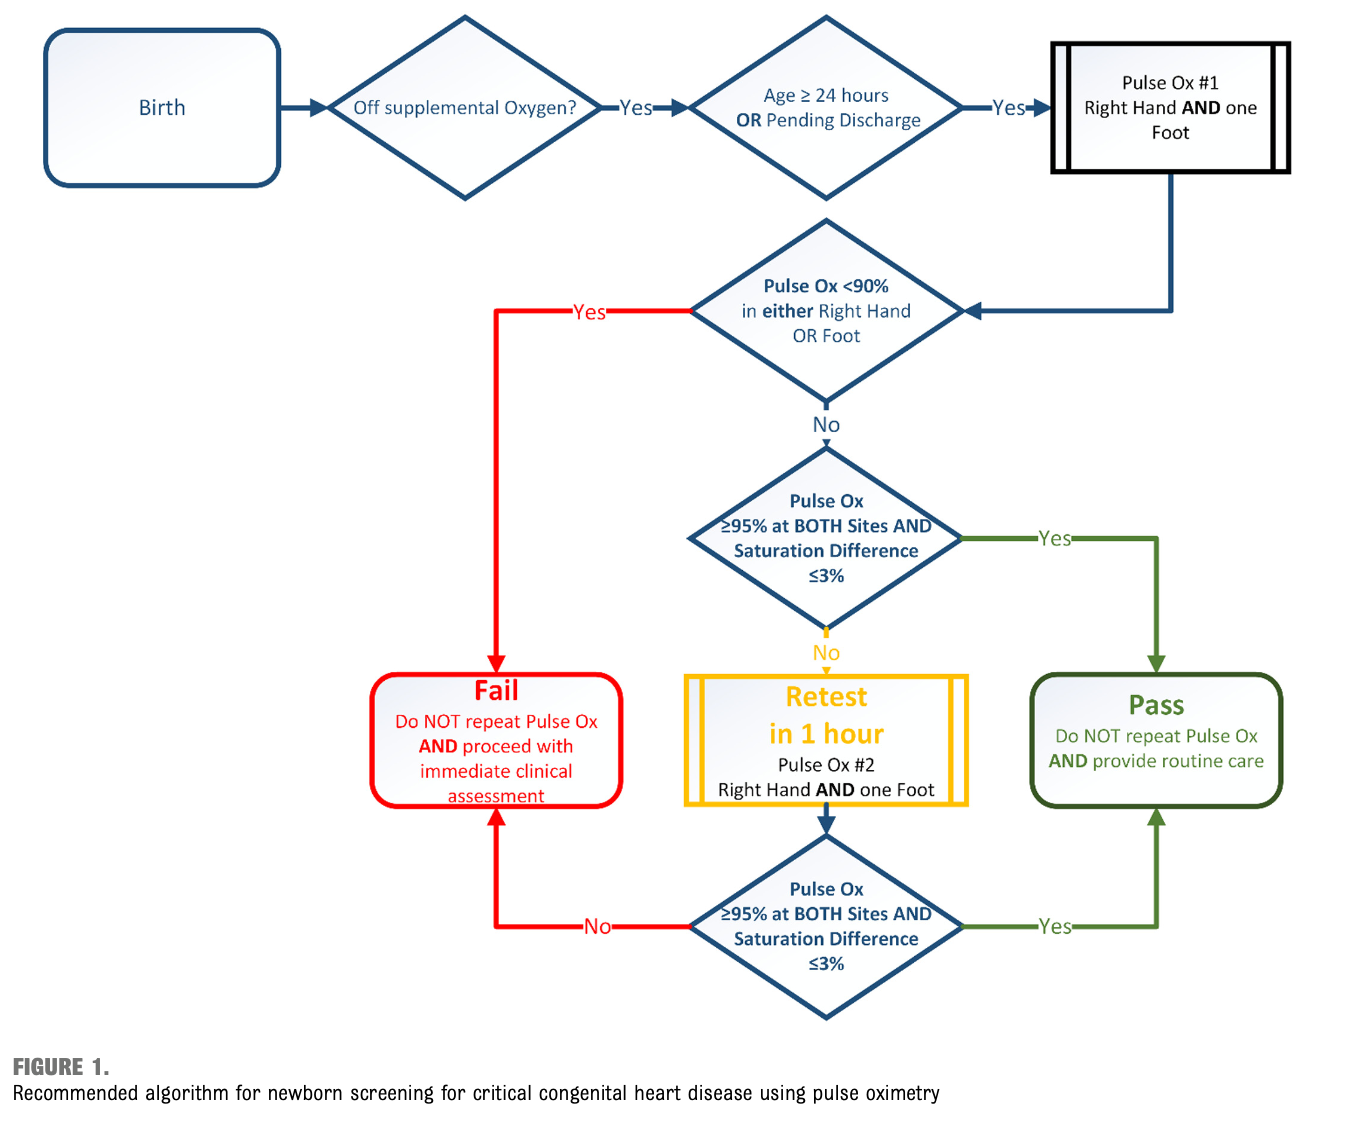 Birth
Off supplemental Oxygen?
Yes
Age ≥ 24 hours
OR Pending Discharge
Yes
Pulse Ox #1
Right Hand AND one
Foot
Pulse Ox <90%
in either Right Hand
OR Foot
Yes
No
Pulse Ox
≥95% at BOTH Sites AND
Saturation Difference
≤3%
Yes
No
Fail
Do NOT repeat Pulse Ox
AND proceed with
immediate clinical
assessment
Retest
in 1 hour
Pulse Ox #2
Right Hand AND one Foot
Pass
Do NOT repeat Pulse Ox
AND provide routine care
Pulse Ox
≥95% at BOTH Sites AND
Saturation Difference
≤3%
No
Yes
FIGURE 1.
Recommended algorithm for newborn screening for critical congenital heart disease using pulse oximetry